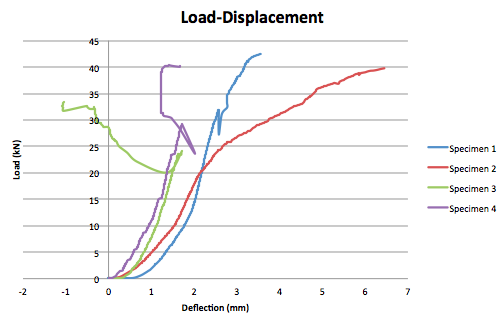 Load-Displacement
45
40
35
30
25
20
15
10
5
0
Load (kN)
-2 -1 0 1 2 3 4 5 6 7
Deflection (mm)
Specimen 1
Specimen 2
Specimen 3
Specimen 4